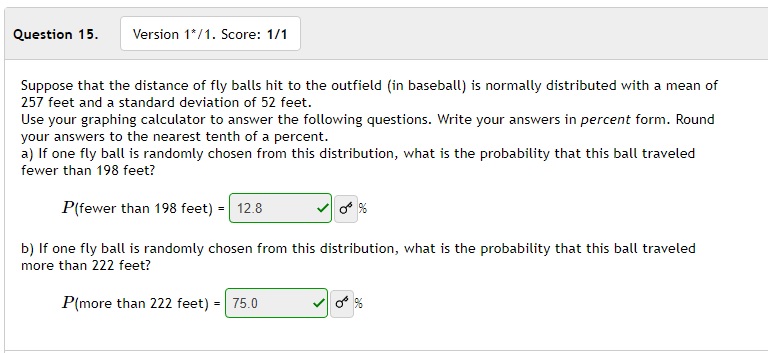 Question 15. Version 1*/1. Score: 1/1
Suppose that the distance of fly balls hit to the outfield (in baseball) is normally distributed with a mean of
257 feet and a standard deviation of 52 feet.
Use your graphing calculator to answer the following questions. Write your answers in percent form. Round
your answers to the nearest tenth of a percent.
a) If one fly ball is randomly chosen from this distribution, what is the probability that this ball traveled
fewer than 198 feet?
P(fewer than 198 feet) = 12.8 %
b) If one fly ball is randomly chosen from this distribution, what is the probability that this ball traveled
more than 222 feet?
P(more than 222 feet) = 75.0 %